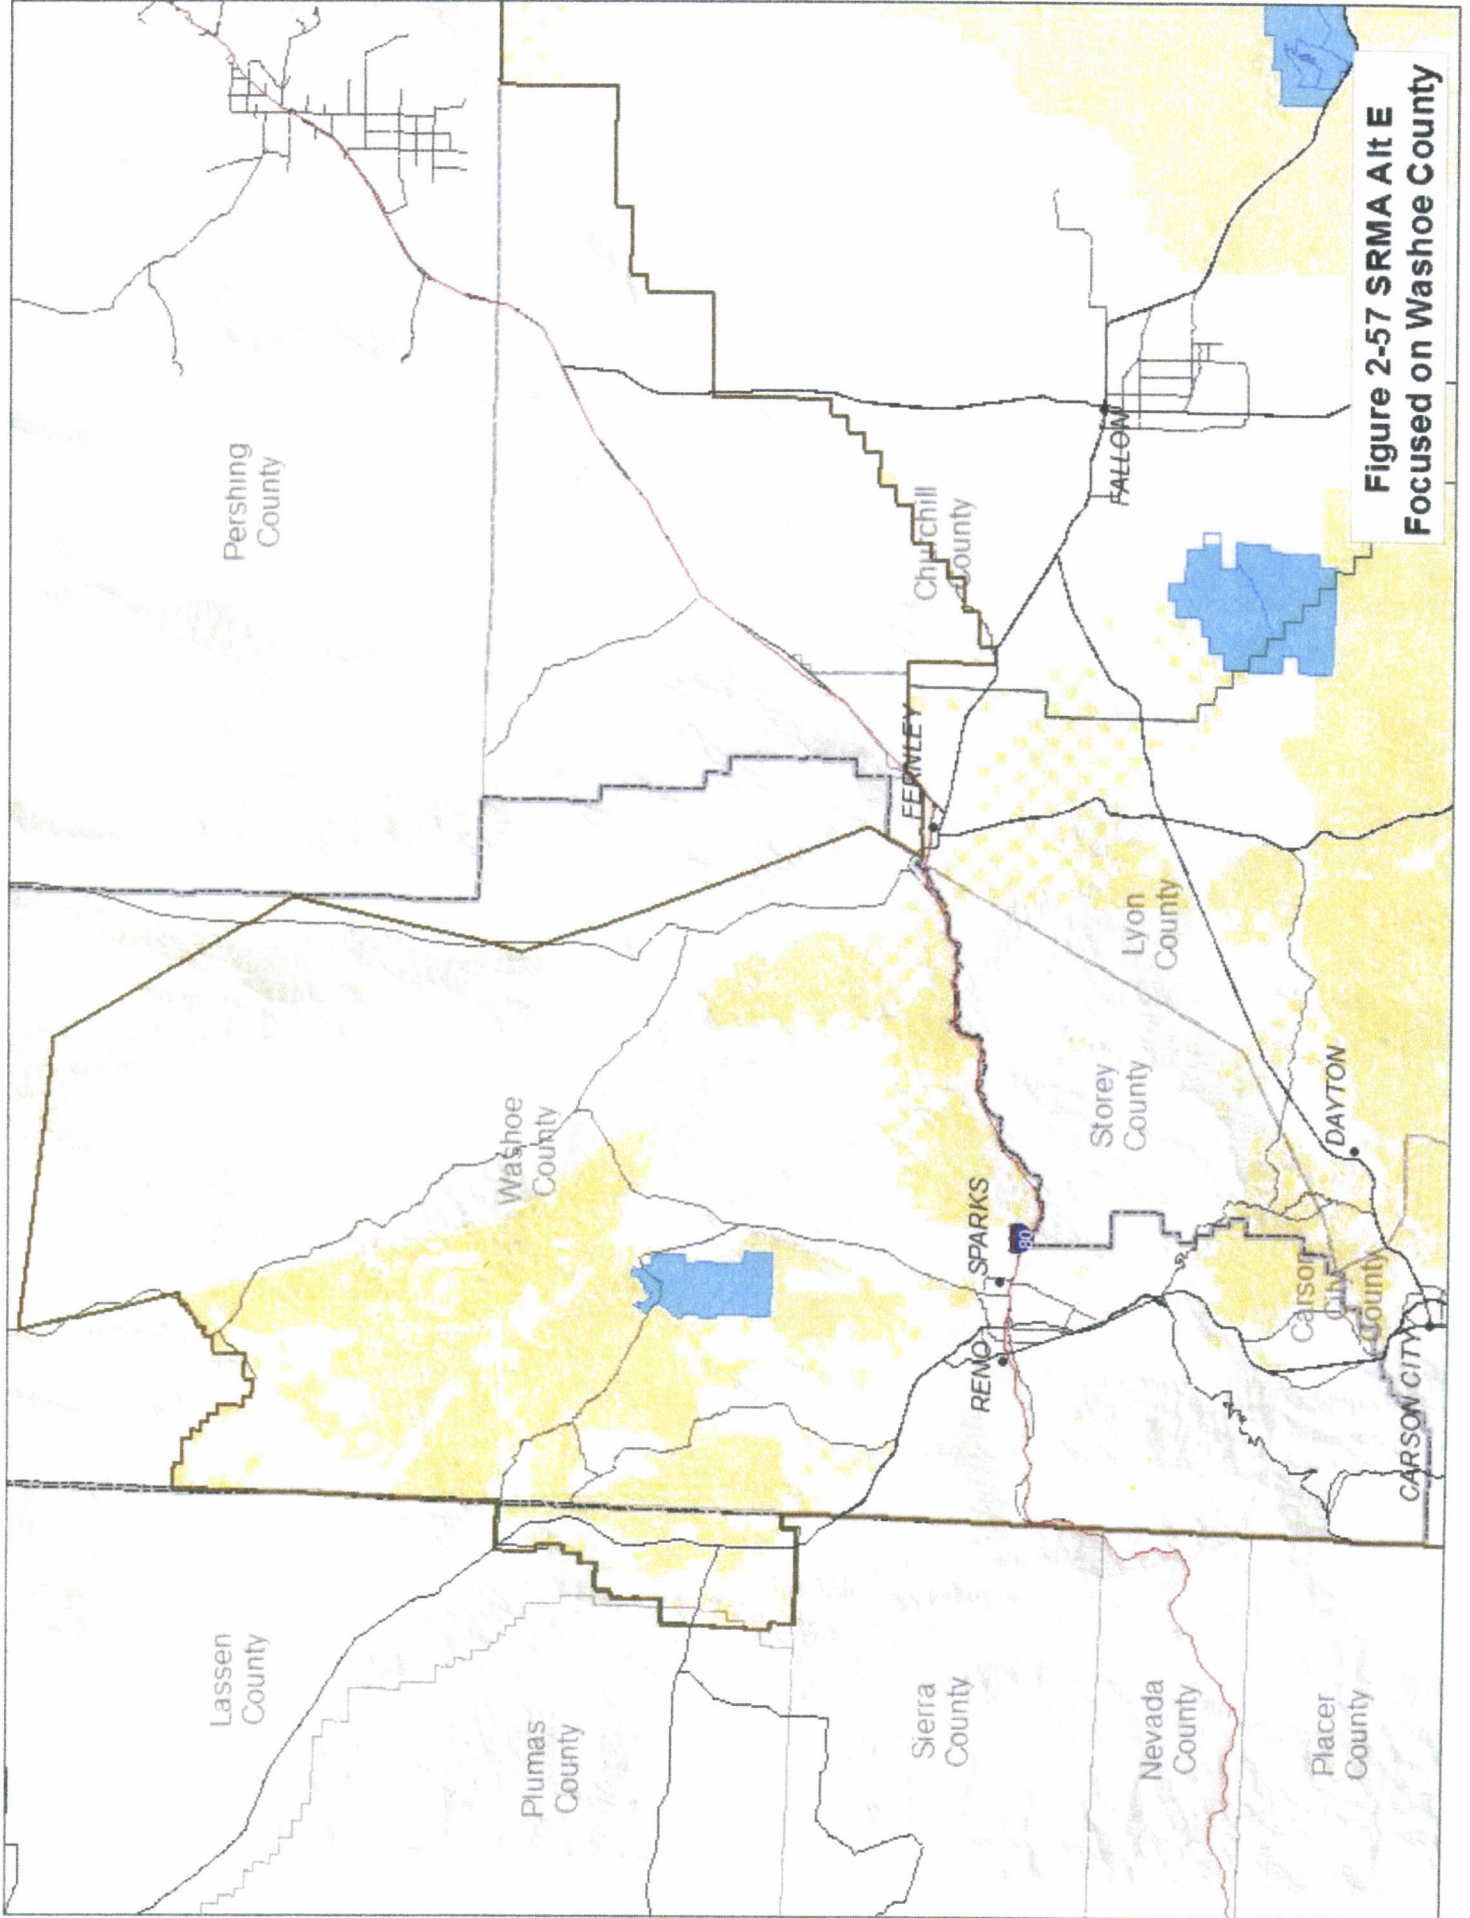 Pershing
County
Churchill
County
FALLON
FERNLEY
Washoe
County
Lyon
County
Storey
County
DAYTON
SPARKS
80
RENO
Carson
City
County
CARSON CITY
Lassen
County
Plumas
County
Sierra
County
Nevada
County
Placer
County
Figure 2-57 SRMA Alt E
Focused on Washoe County